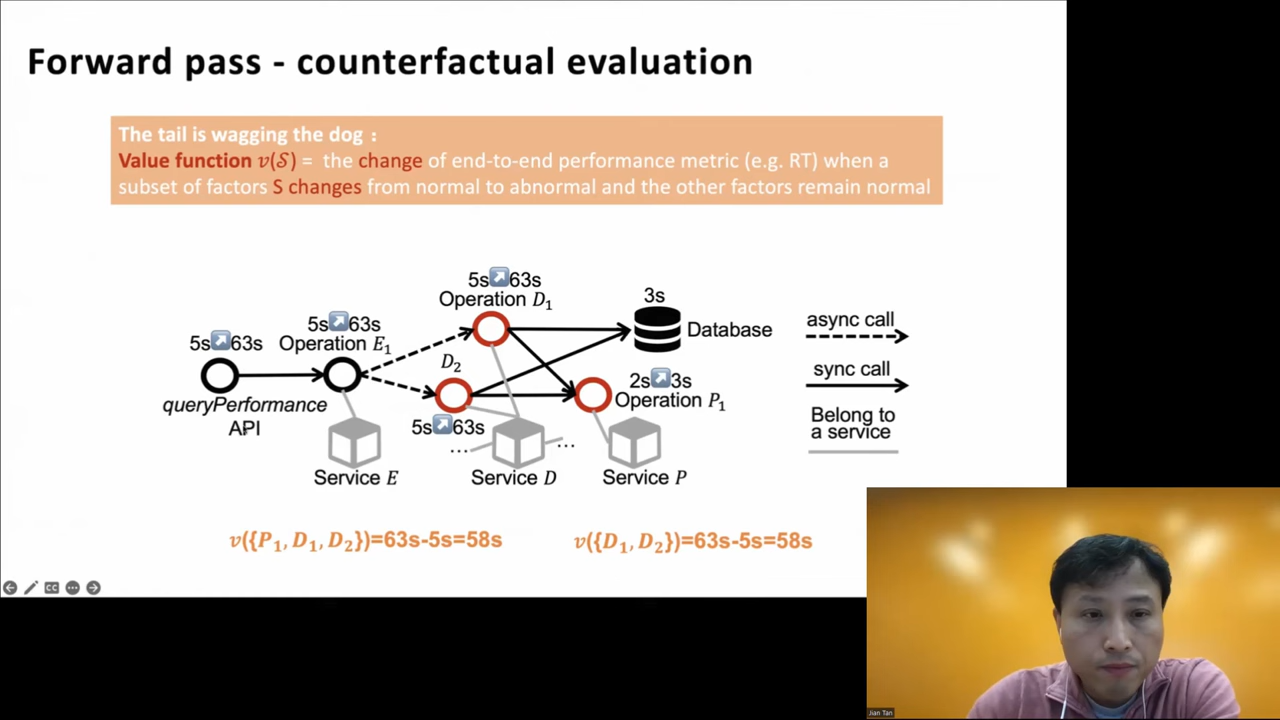 Forward pass - counterfactual evaluation
The tail is wagging the dog :
Value function v(S) = the change of end-to-end performance metric (e.g. RT) when a
subset of factors S changes from normal to abnormal and the other factors remain normal
5s↗63s
Operation D₁
3s
Database
async call
5s↗63s
Operation E₁
5s↗63s
D₂
sync call
2s↗3s
Operation P₁
queryPerformance
API
5s↗63s
Belong to
a service
... ...
Service E
Service D
Service P
v({P₁, D₁, D₂})=63s-5s=58s
v({D₁, D₂})=63s-5s=58s
CC
Jian Tan